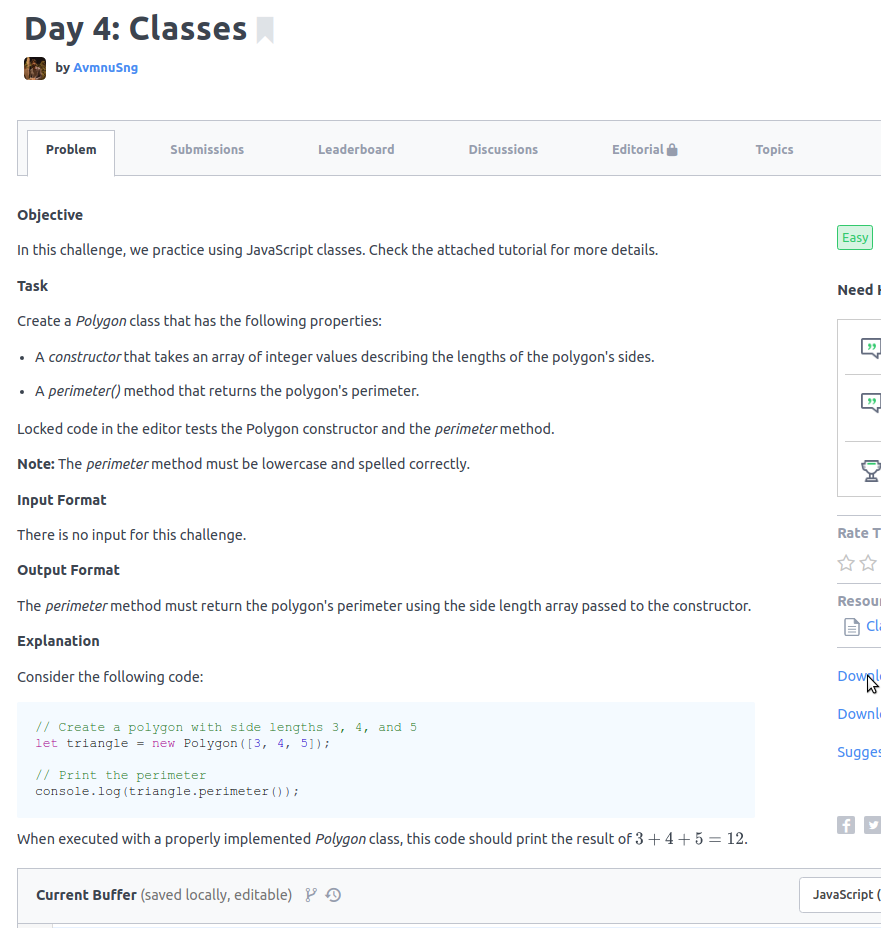 Day 4: Classes
by AvmnuSng
Problem
Submissions
Leaderboard
Discussions
Editorial
Topics
Objective
In this challenge, we practice using JavaScript classes. Check the attached tutorial for more details.
Task
Create a Polygon class that has the following properties:
• A constructor that takes an array of integer values describing the lengths of the polygon's sides.
• A perimeter() method that returns the polygon's perimeter.
Locked code in the editor tests the Polygon constructor and the perimeter method.
Note: The perimeter method must be lowercase and spelled correctly.
Input Format
There is no input for this challenge.
Output Format
The perimeter method must return the polygon's perimeter using the side length array passed to the constructor.
Explanation
Consider the following code:
// Create a polygon with side lengths 3, 4, and 5
let triangle = new Polygon([3, 4, 5]);
// Print the perimeter
console.log(triangle.perimeter());
When executed with a properly implemented Polygon class, this code should print the result of 3 + 4 + 5 = 12.
Current Buffer (saved locally, editable)
JavaScript (
Easy
Need
Rate